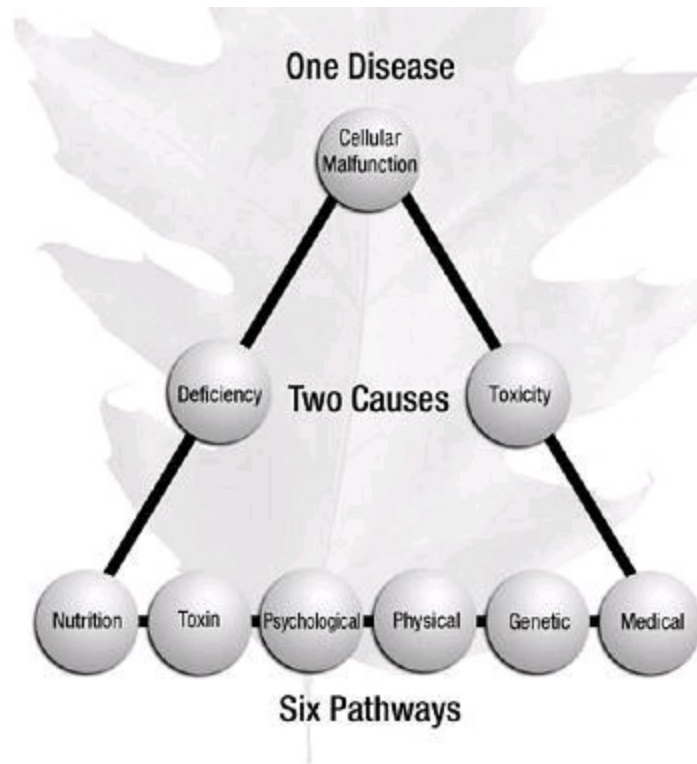 One Disease
Cellular
Malfunction
Deficiency
Two Causes
Toxicity
Nutrition
Toxin
Psychological
Physical
Genetic
Medical
Six Pathways